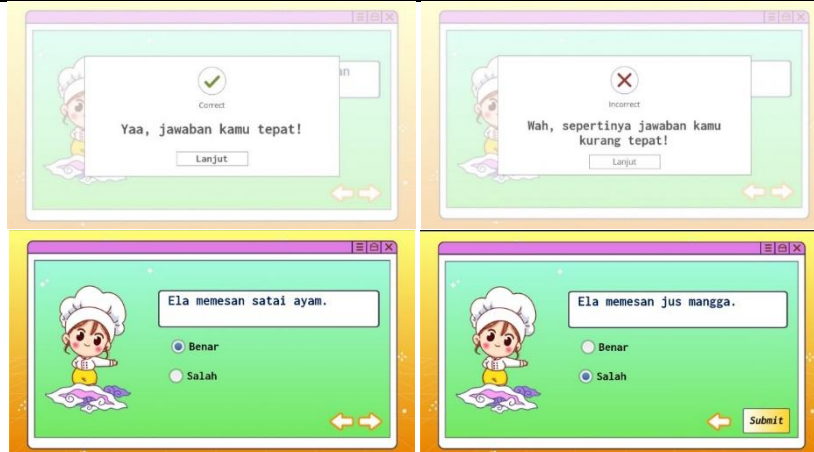 an
Correct
Yaa, jawaban kamu tepat!
Lanjut
Incorrect
Wah, sepertinya jawaban kamu
kurang tepat!
Lanjut
Ela memesan satai ayam.
Benar
Salah
Ela memesan jus mangga.
Benar
Salah
Submit